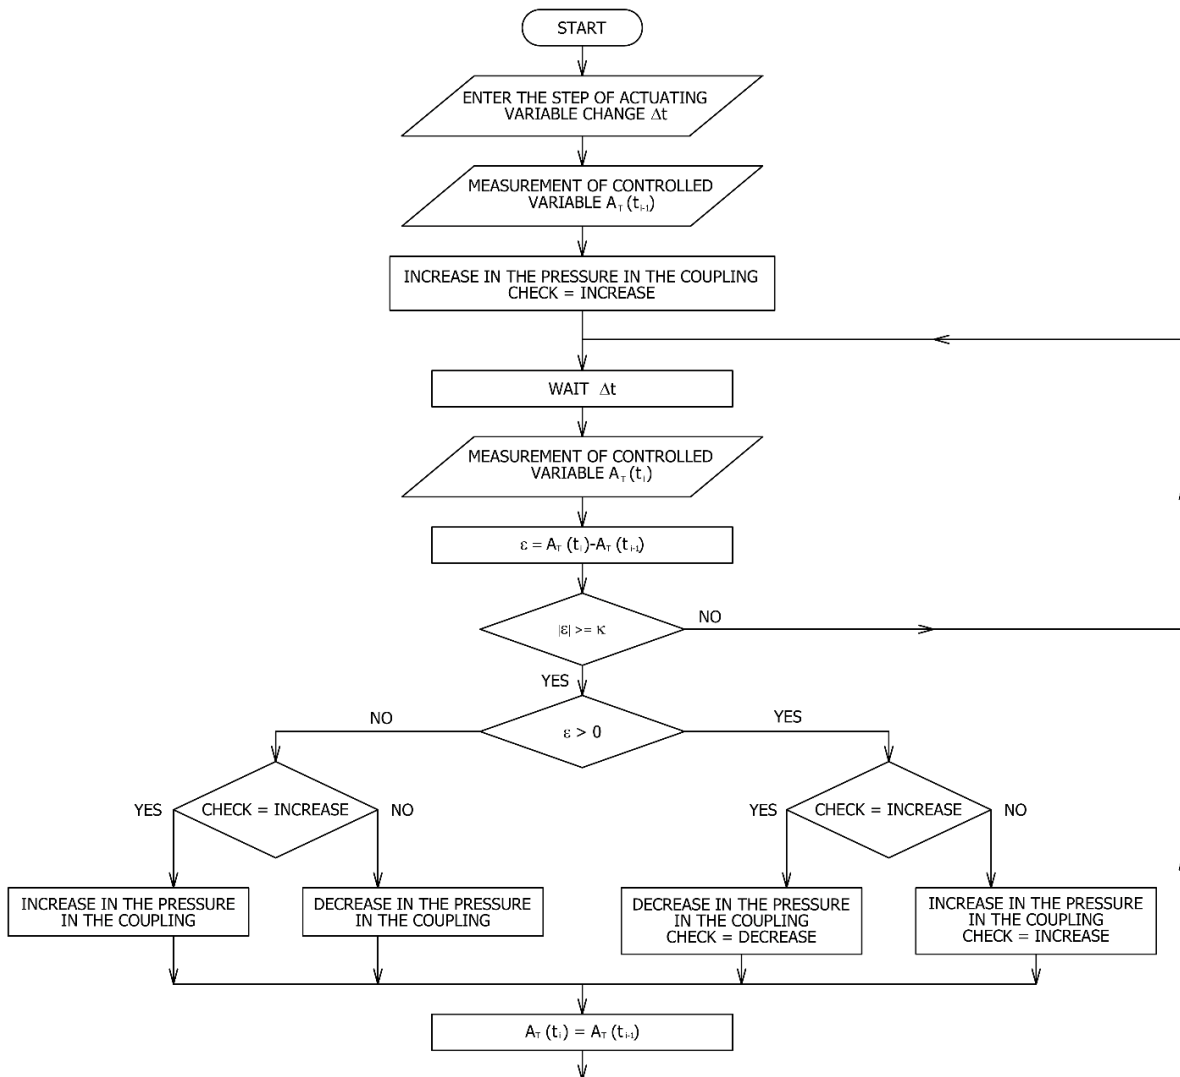 START
ENTER THE STEP OF ACTUATING
VARIABLE CHANGE Δt
MEASUREMENT OF CONTROLLED
VARIABLE A_T (t_i-1)
INCREASE IN THE PRESSURE IN THE COUPLING
CHECK = INCREASE
WAIT Δt
MEASUREMENT OF CONTROLLED
VARIABLE A_T (t_i)
ε = A_T (t_i)-A_T (t_i-1)
|ε| >= κ
NO
YES
ε > 0
NO
YES
CHECK = INCREASE
YES
NO
CHECK = INCREASE
YES
NO
INCREASE IN THE PRESSURE
IN THE COUPLING
DECREASE IN THE PRESSURE
IN THE COUPLING
DECREASE IN THE PRESSURE
IN THE COUPLING
CHECK = DECREASE
INCREASE IN THE PRESSURE
IN THE COUPLING
CHECK = INCREASE
A_T (t_i) = A_T (t_i-1)